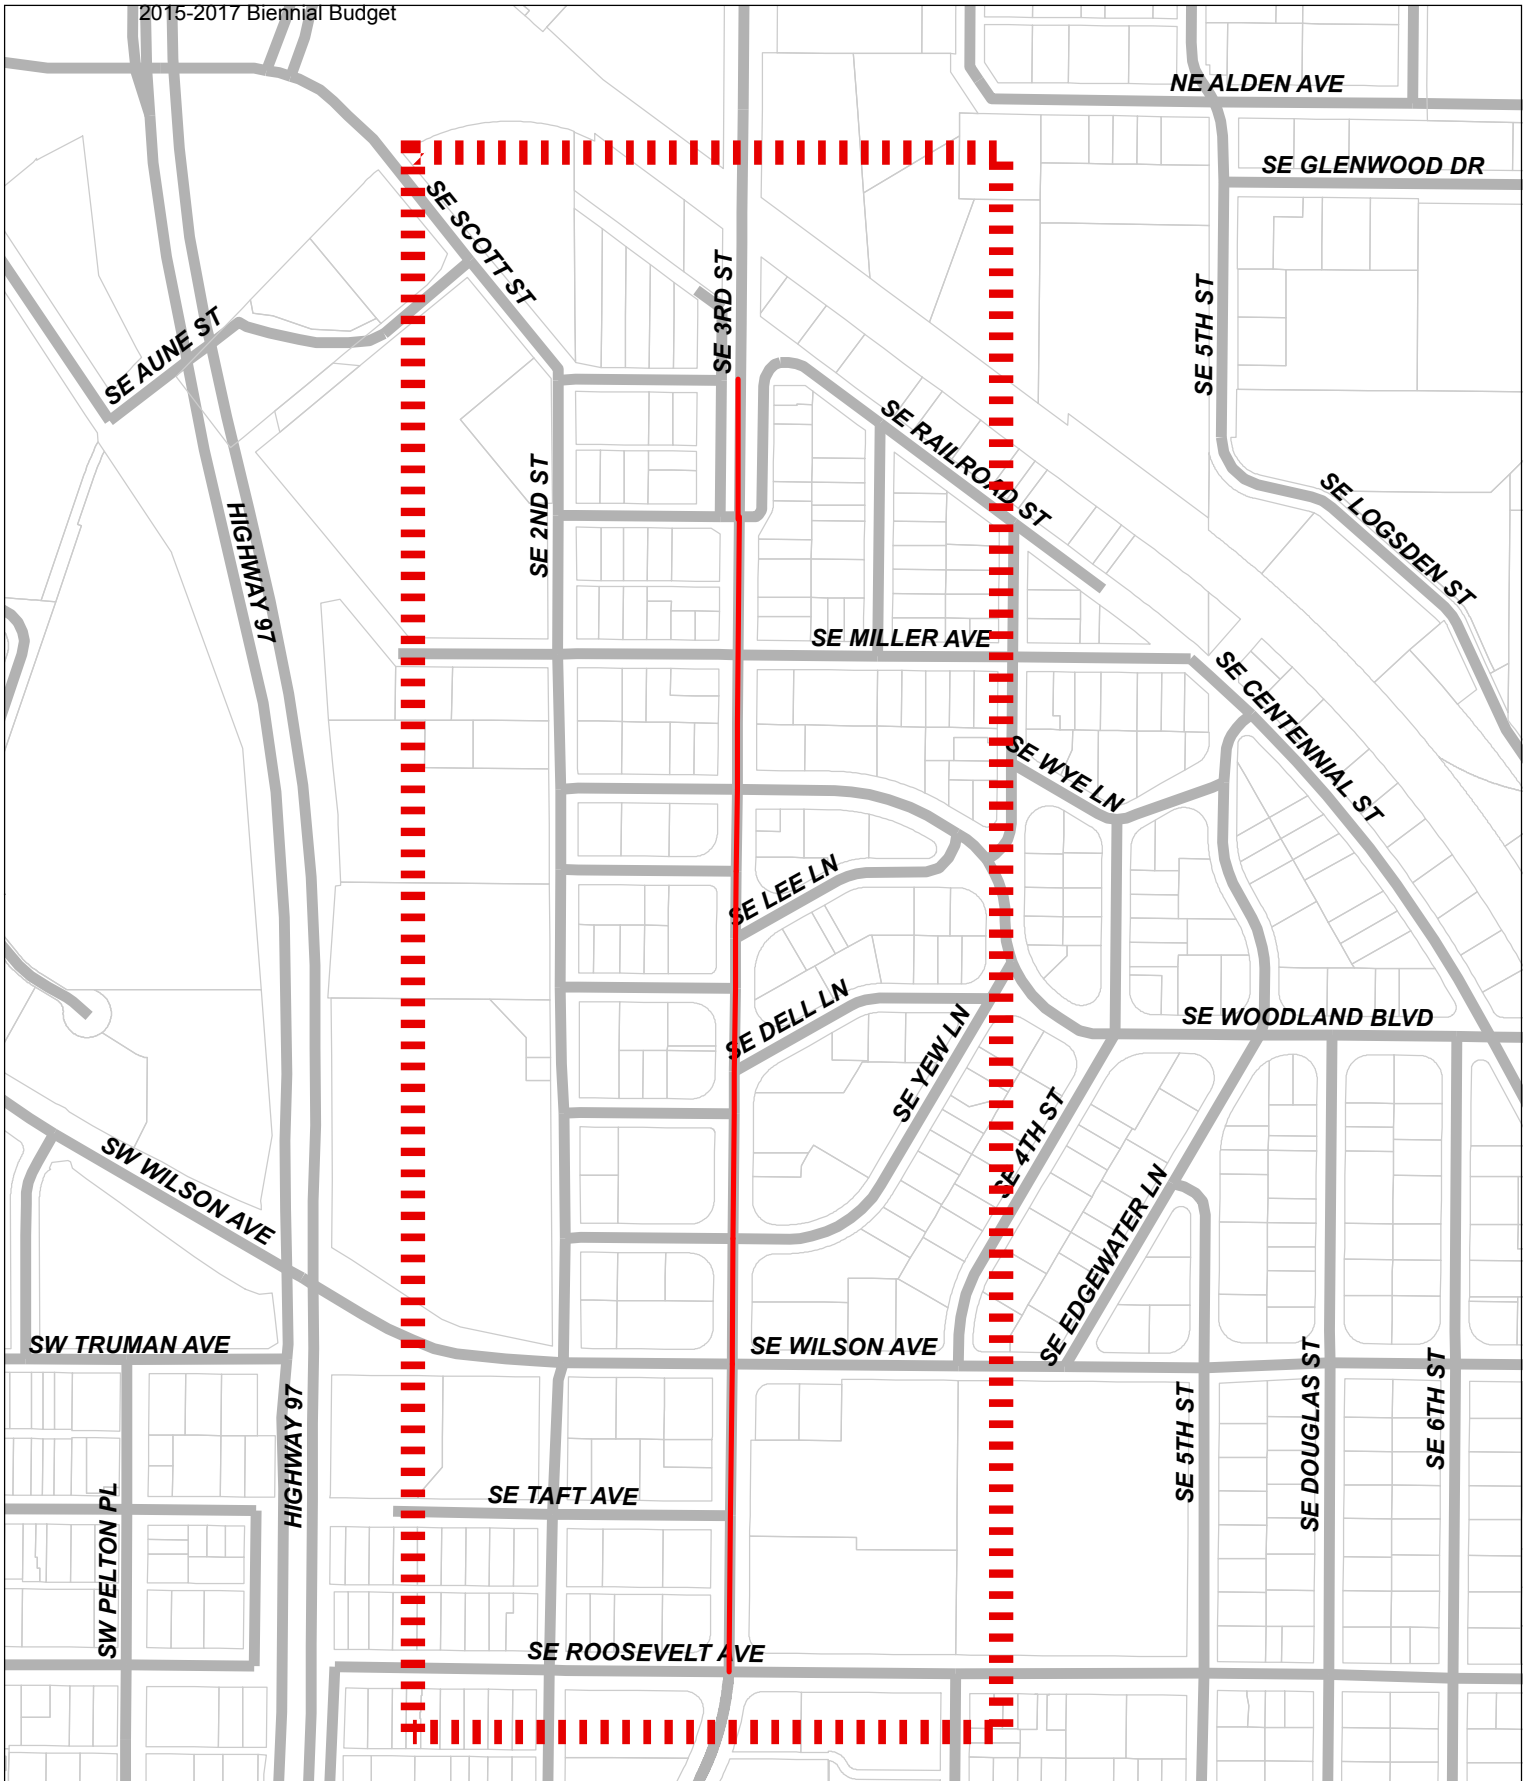 2015-2017 Biennial Budget
NE ALDEN AVE
SE GLENWOOD DR
SE SCOTT ST
SE 3RD ST
SE 5TH ST
SE AUNE ST
SE RAILROAD ST
SE 2ND ST
SE LOGSDEN ST
HIGHWAY 97
SE MILLER AVE
SE CENTENNIAL ST
SE WYE LN
SE LEE LN
SE DELL LN
SE YEW LN
SE WOODLAND BLVD
SE 4TH ST
SW WILSON AVE
SE EDGEWATER LN
SW TRUMAN AVE
SE WILSON AVE
HIGHWAY 97
SE 5TH ST
SE DOUGLAS ST
SE 6TH ST
SE TAFT AVE
SW PELTON PL
SE ROOSEVELT AVE